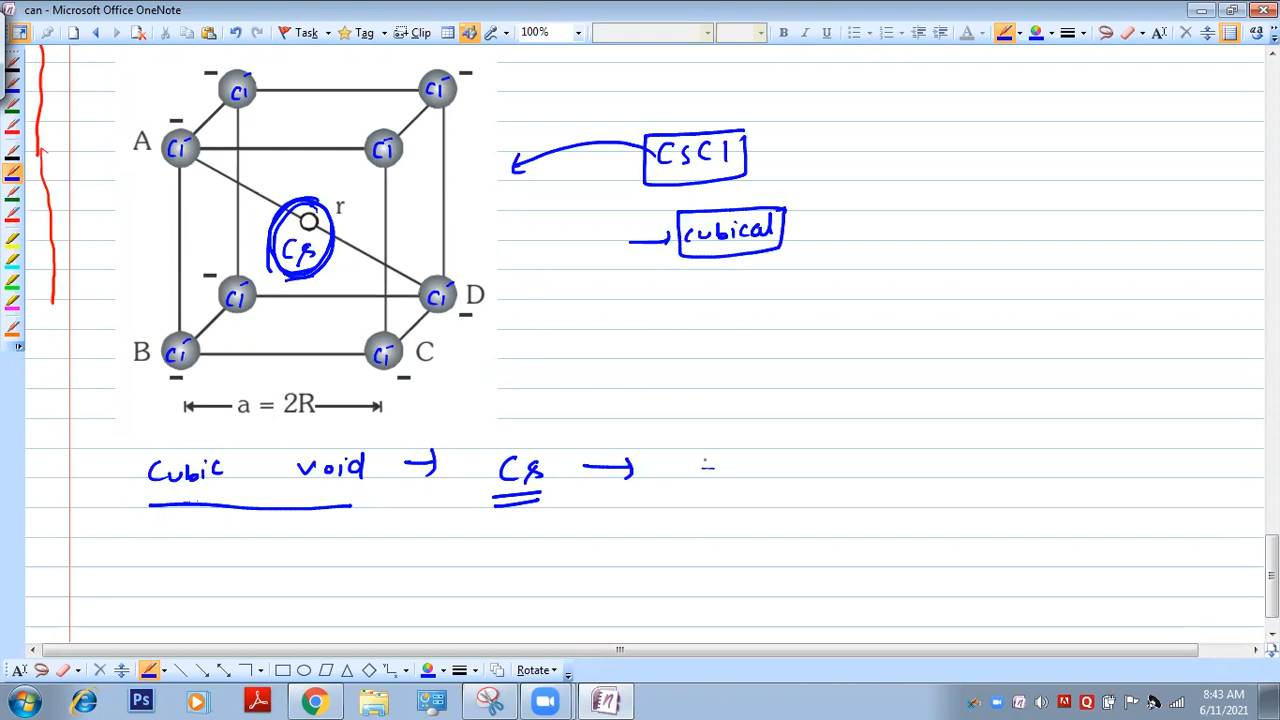 can - Microsoft Office OneNote
Task Tag Clip 100% B I U
Cl⁻ Cl⁻
A Cl⁻ Cl⁻ CsCl
r
Cs cubical
Cl⁻ Cl⁻ D
B Cl⁻ Cl⁻ C
a = 2R
Cubic void → Cs →
Rotate
8:43 AM
6/11/2021